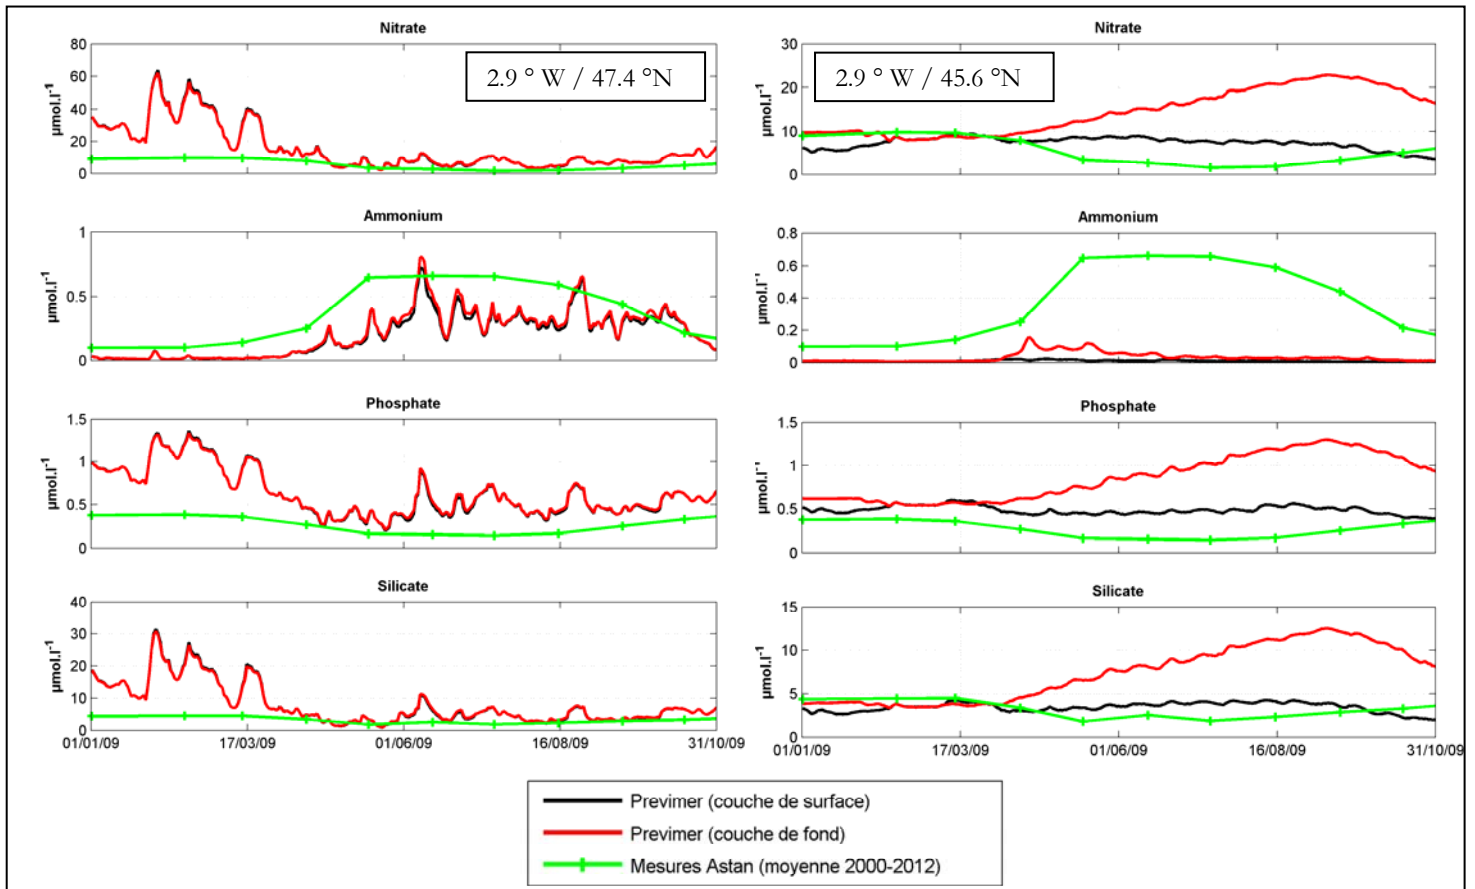 Nitrate
2.9 ° W / 47.4 °N
µmol.l⁻¹
80
60
40
20
0
Ammonium
µmol.l⁻¹
1
0.5
0
Phosphate
µmol.l⁻¹
1.5
1
0.5
0
Silicate
µmol.l⁻¹
40
30
20
10
0
01/01/09 17/03/09 01/06/09 16/08/09 31/10/09
Nitrate
2.9 ° W / 45.6 °N
µmol.l⁻¹
30
20
10
0
Ammonium
µmol.l⁻¹
0.8
0.6
0.4
0.2
0
Phosphate
µmol.l⁻¹
1.5
1
0.5
0
Silicate
µmol.l⁻¹
15
10
5
0
01/01/09 17/03/09 01/06/09 16/08/09 31/10/09
Previmer (couche de surface)
Previmer (couche de fond)
Mesures Astan (moyenne 2000-2012)